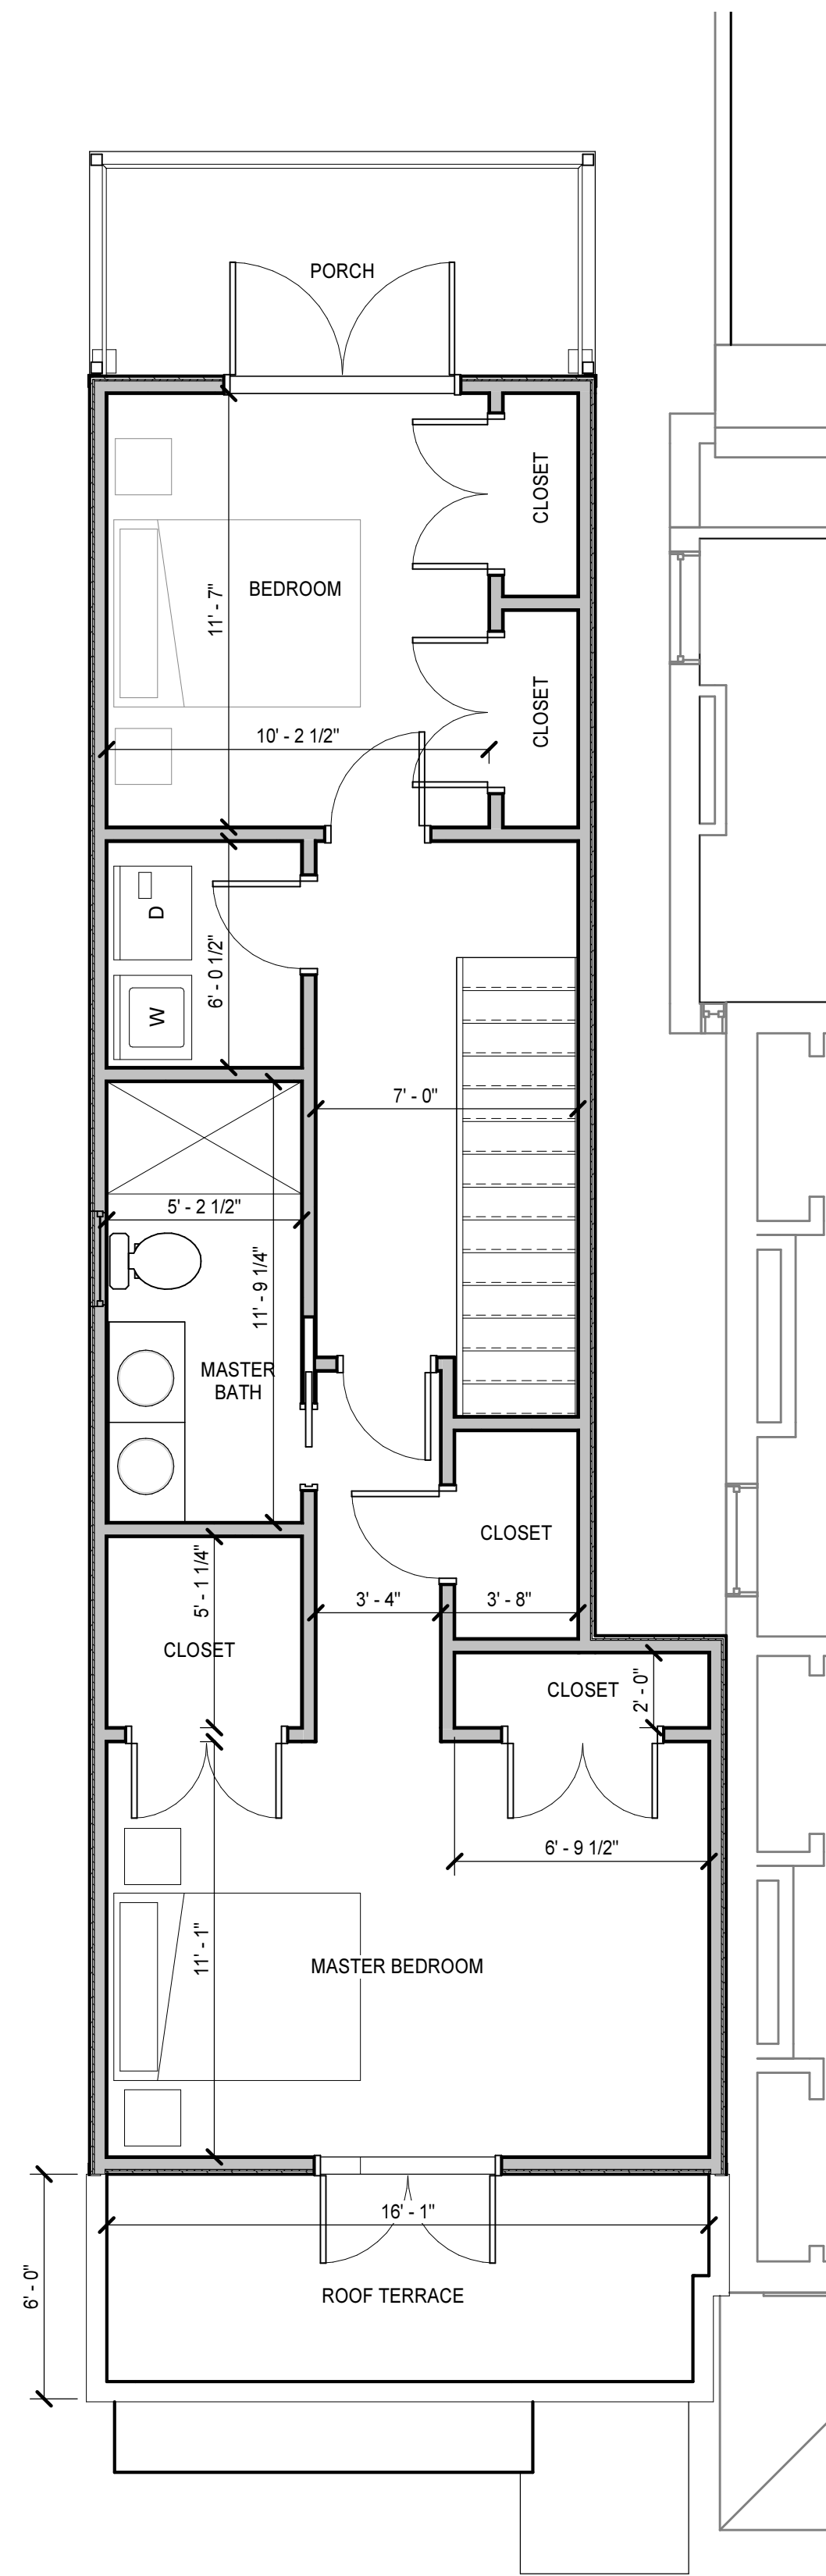 PORCH
CLOSET
BEDROOM
11' - 7"
CLOSET
10' - 2 1/2"
D
6' - 0 1/2"
W
7' - 0"
5' - 2 1/2"
11' - 9 1/4"
MASTER
BATH
CLOSET
5' - 1 1/4"
3' - 4"
3' - 8"
CLOSET
CLOSET
2' - 0"
6' - 9 1/2"
11' - 1"
MASTER BEDROOM
16' - 1"
6' - 0"
ROOF TERRACE